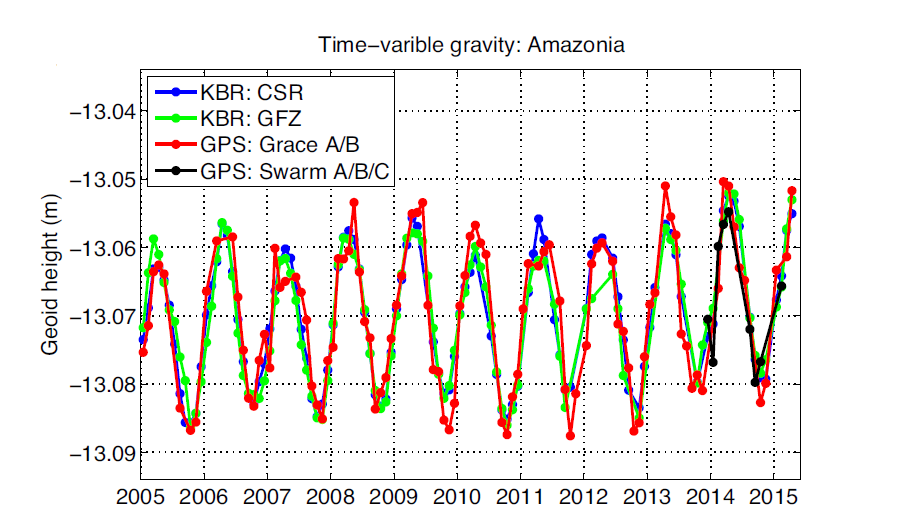 Time−varible gravity: Amazonia
KBR: CSR
KBR: GFZ
GPS: Grace A/B
GPS: Swarm A/B/C
Geoid height (m)
−13.04
−13.05
−13.06
−13.07
−13.08
−13.09
2005 2006 2007 2008 2009 2010 2011 2012 2013 2014 2015